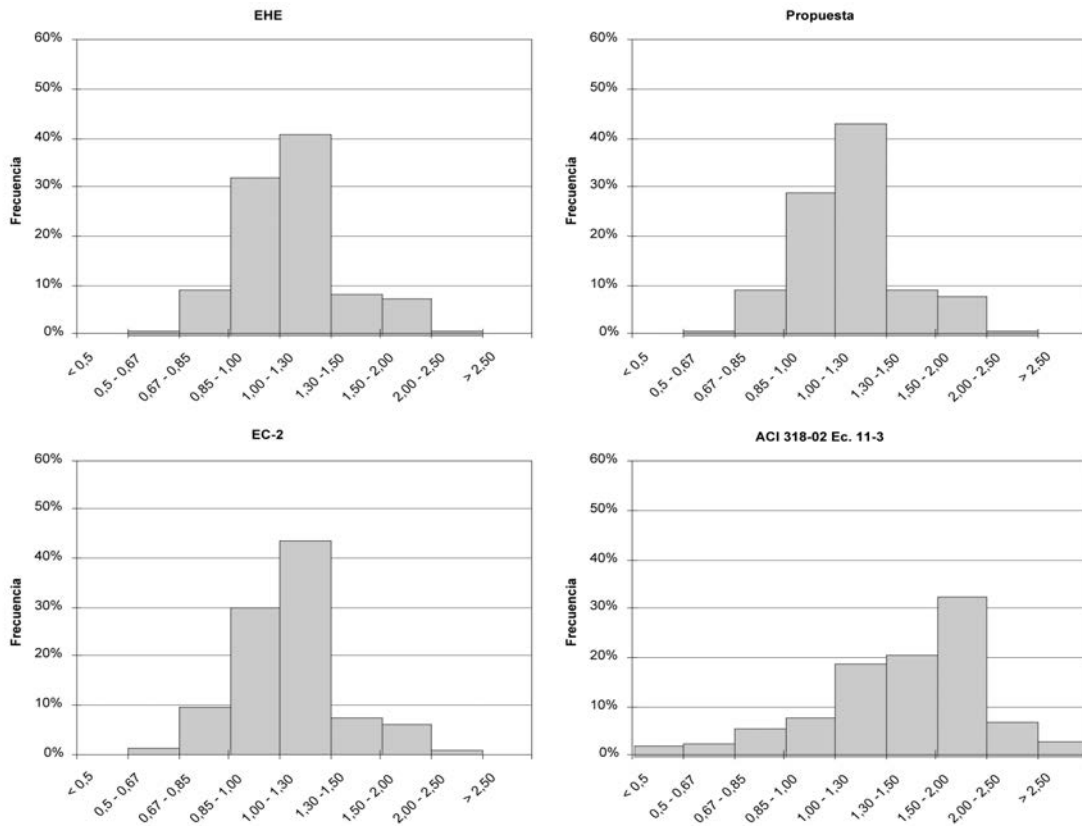 EHE
60%
50%
40%
30%
20%
10%
0%
Frecuencia
< 0,5
0,5 - 0,67
0,67 - 0,85
0,85 - 1,00
1,00 - 1,30
1,30 -1,50
1,50 - 2,00
2,00 - 2,50
> 2,50
Propuesta
60%
50%
40%
30%
20%
10%
0%
Frecuencia
< 0,5
0,5 - 0,67
0,67 - 0,85
0,85 - 1,00
1,00 - 1,30
1,30 -1,50
1,50 - 2,00
2,00 - 2,50
> 2,50
EC-2
60%
50%
40%
30%
20%
10%
0%
Frecuencia
< 0,5
0,5 - 0,67
0,67 - 0,85
0,85 - 1,00
1,00 - 1,30
1,30 -1,50
1,50 - 2,00
2,00 - 2,50
> 2,50
ACI 318-02 Ec. 11-3
60%
50%
40%
30%
20%
10%
0%
Frecuencia
< 0,5
0,5 - 0,67
0,67 - 0,85
0,85 - 1,00
1,00 - 1,30
1,30 -1,50
1,50 - 2,00
2,00 - 2,50
> 2,50